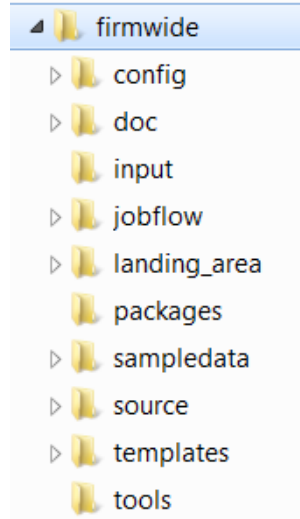 firmwide
config
doc
input
jobflow
landing_area
packages
sampledata
source
templates
tools